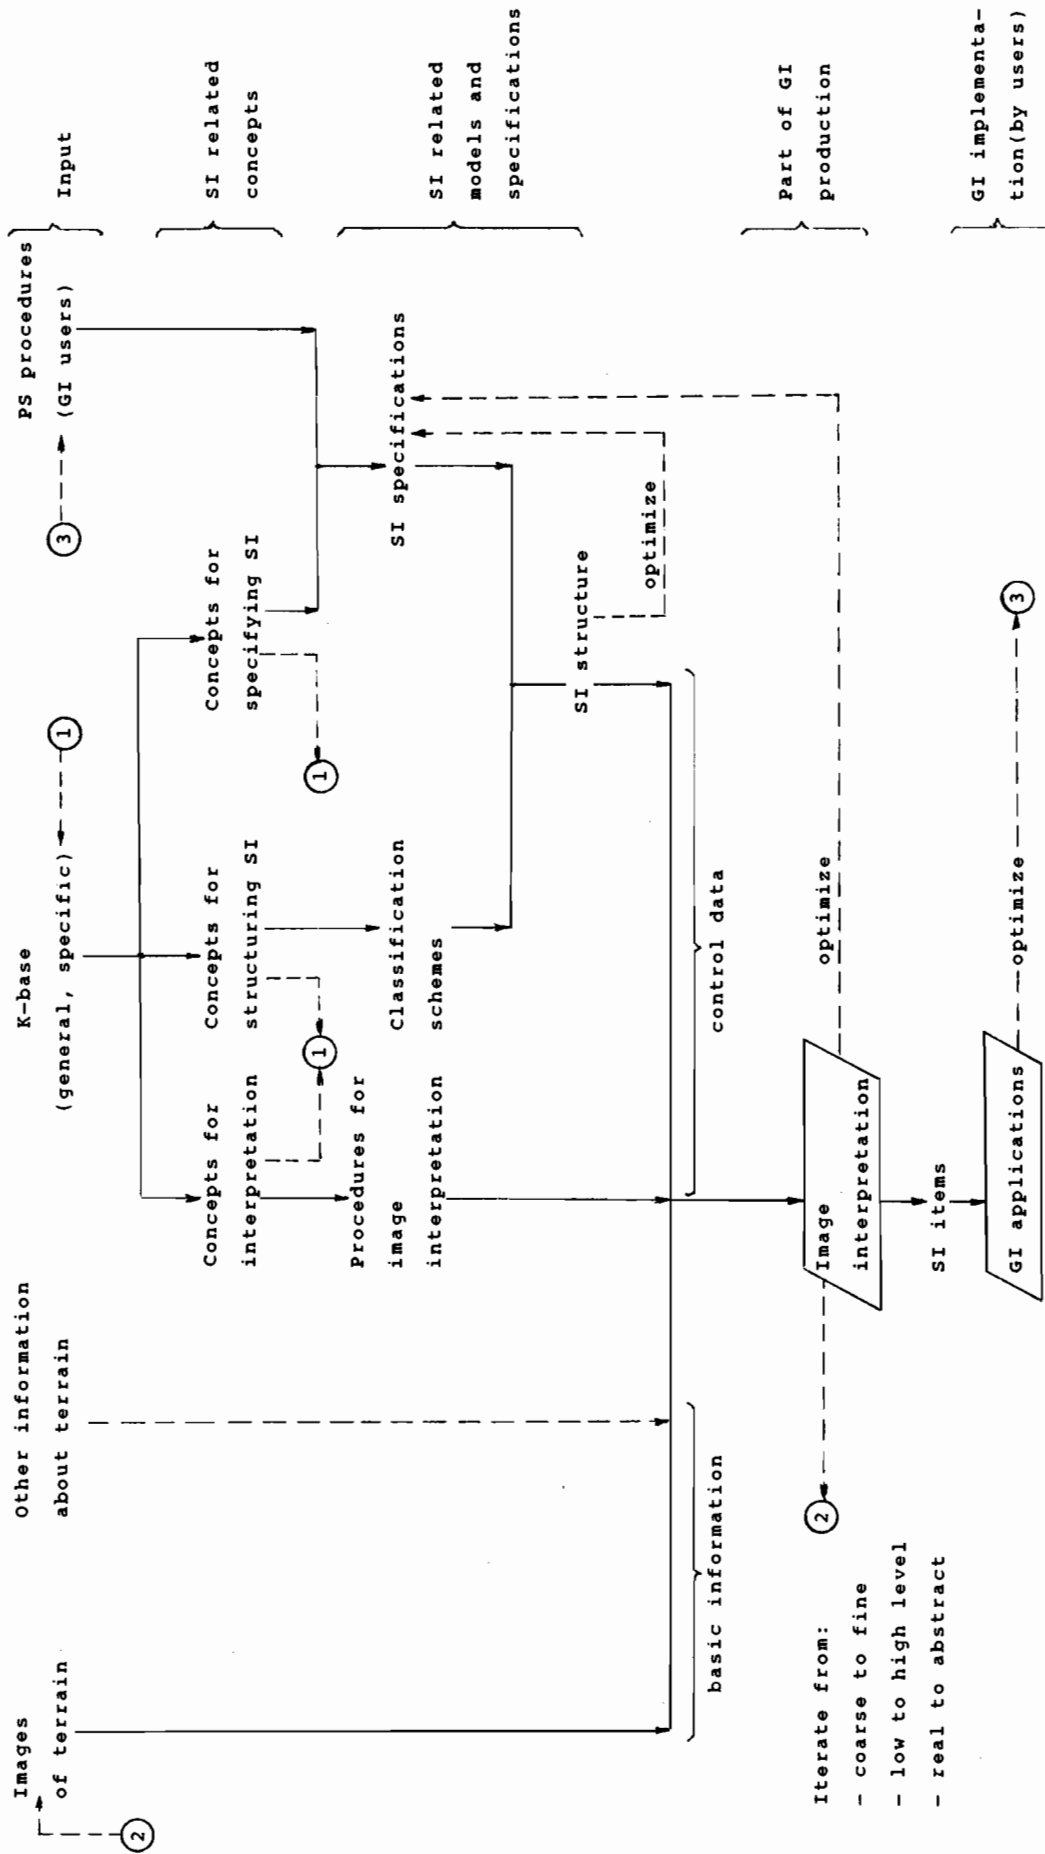 Images
of terrain
2
Other information
about terrain
K-base
(general, specific)
1
3
PS procedures
(GI users)
Input
Concepts for
interpretation
Concepts for
structuring SI
Concepts for
specifying SI
SI related
concepts
1
1
Procedures for
image
interpretation
Classification
schemes
SI specifications
SI related
models and
specifications
SI structure
optimize
basic information
control data
Iterate from:
- coarse to fine
- low to high level
- real to abstract
2
Image
interpretation
optimize
Part of GI
production
SI items
GI applications
optimize
3
GI implementa-
tion(by users)